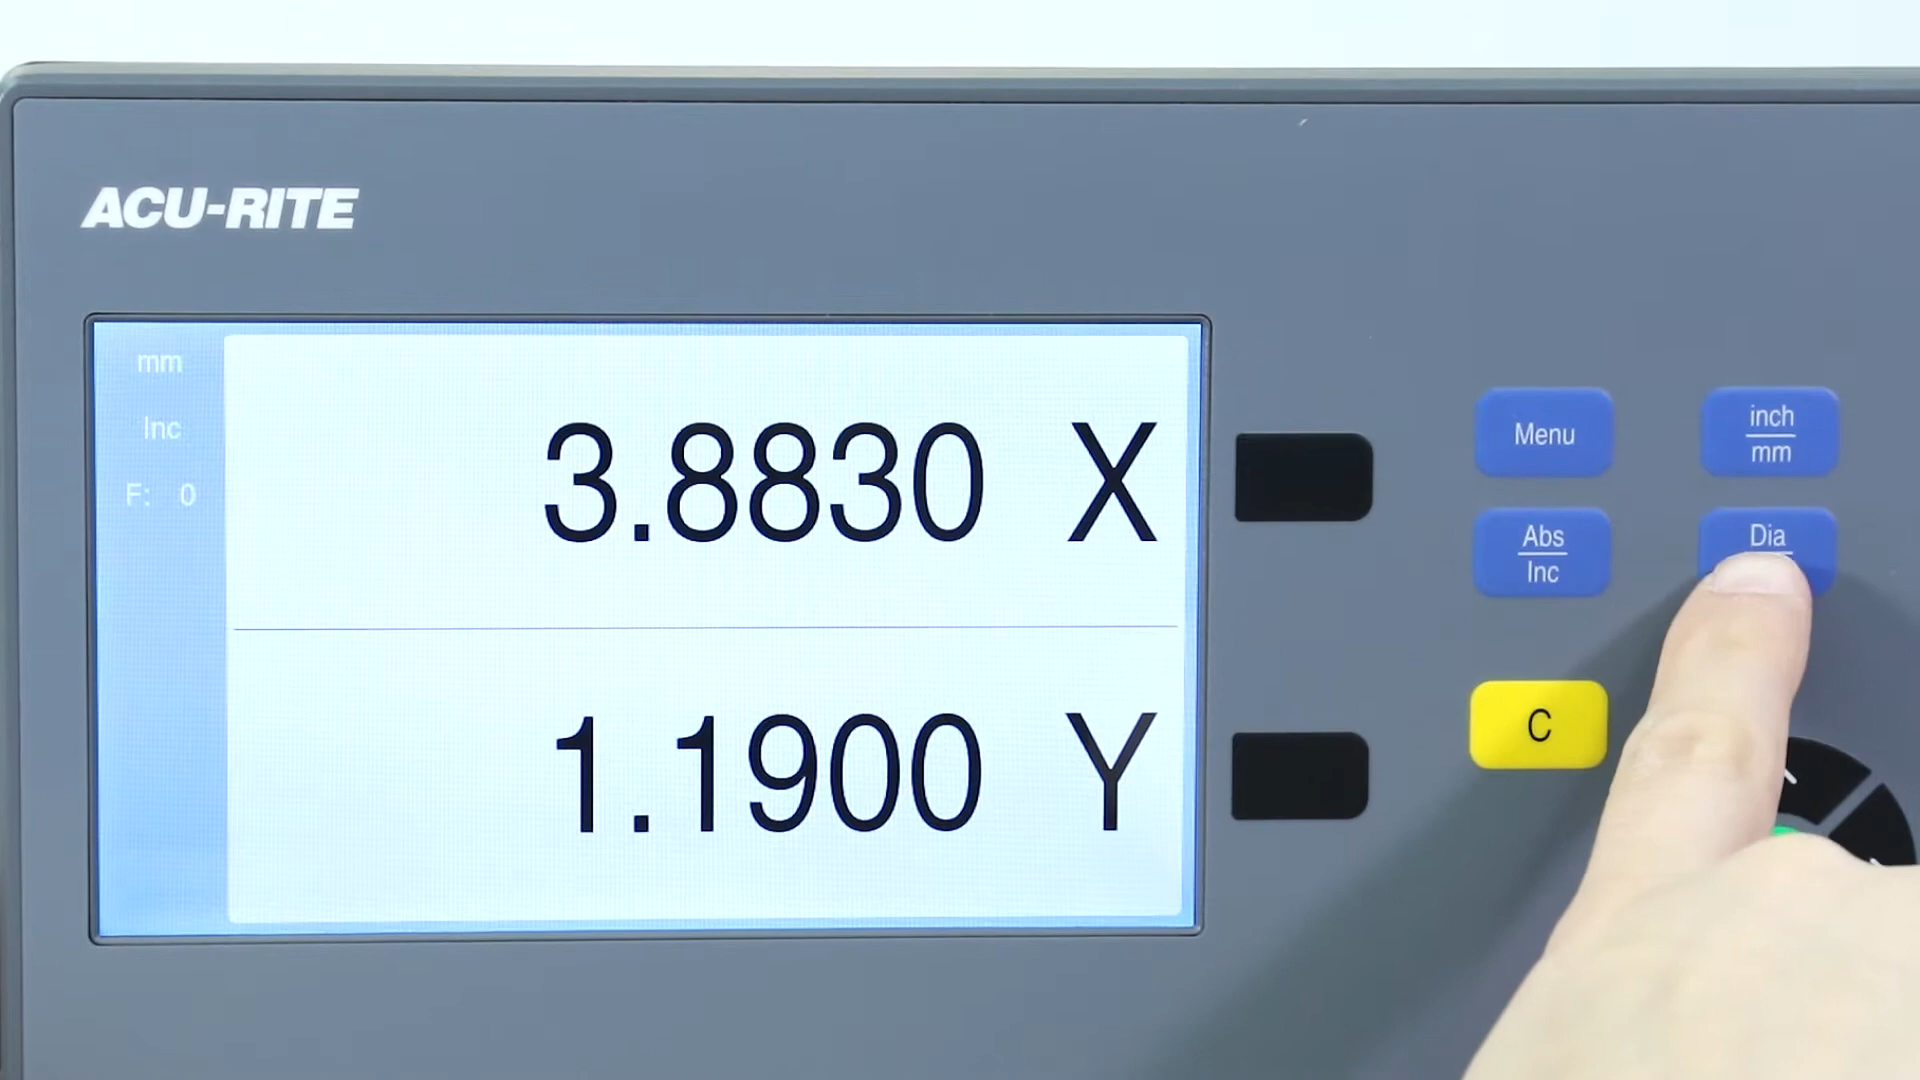 ACU-RITE
mm
Inc
F: 0
3.8830 X
1.1900 Y
Menu
inch
mm
Abs
Inc
Dia
C